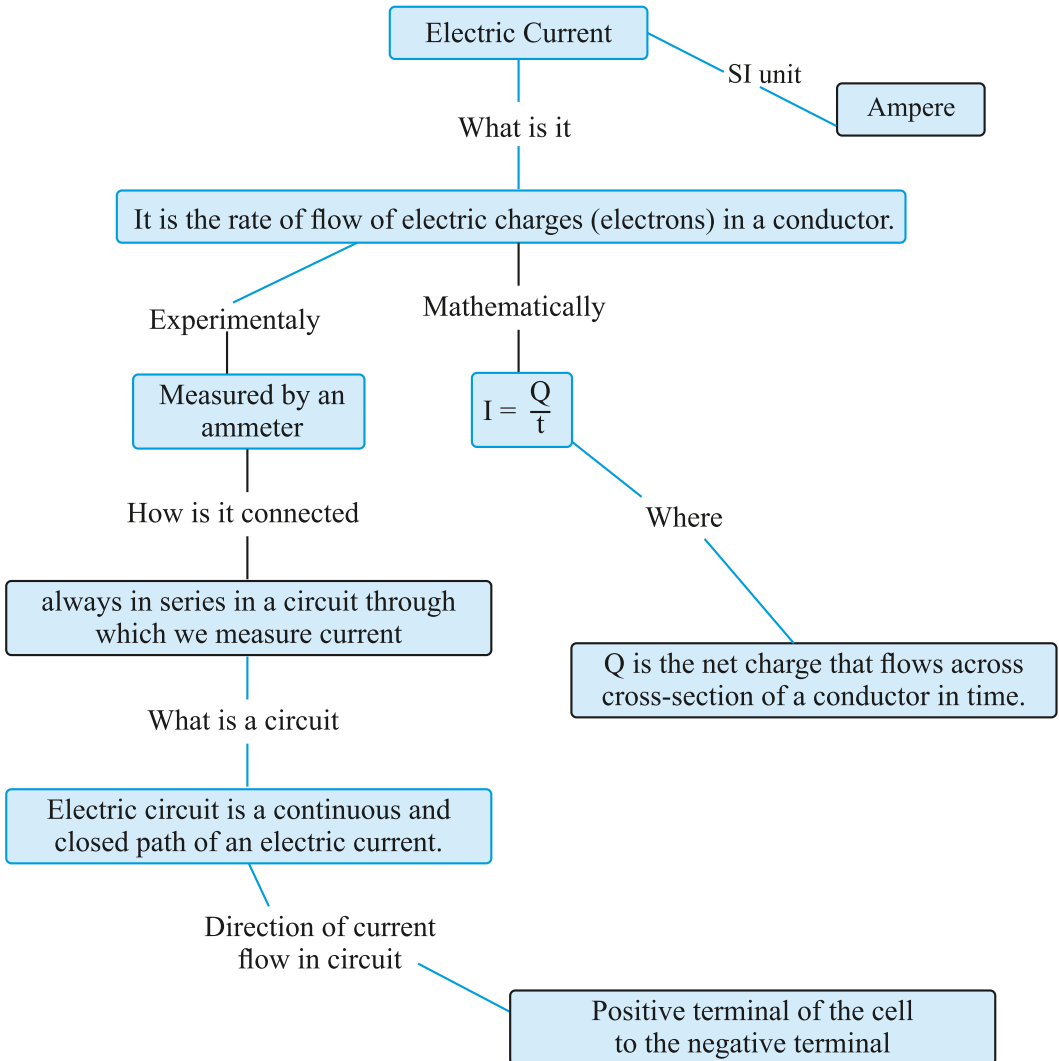 Electric Current
SI unit
Ampere
What is it
It is the rate of flow of electric charges (electrons) in a conductor.
Experimentaly
Mathematically
Measured by an
ammeter
I = Q/t
How is it connected
Where
always in series in a circuit through
which we measure current
Q is the net charge that flows across
cross-section of a conductor in time.
What is a circuit
Electric circuit is a continuous and
closed path of an electric current.
Direction of current
flow in circuit
Positive terminal of the cell
to the negative terminal